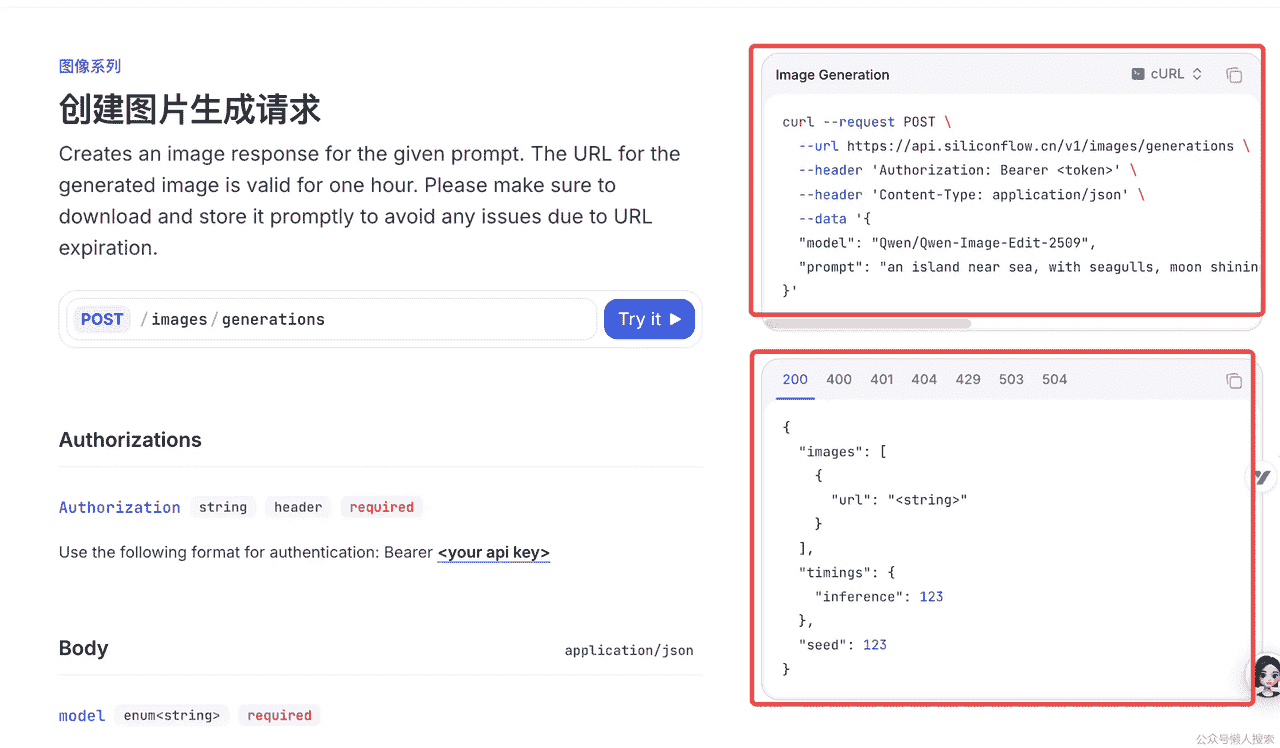 图像系列
创建图片生成请求
Creates an image response for the given prompt. The URL for the
generated image is valid for one hour. Please make sure to
download and store it promptly to avoid any issues due to URL
expiration.
POST /images/generations Try it
Authorizations
Authorization string header required
Use the following format for authentication: Bearer <your api key>
Body application/json
model enum<string> required
Image Generation cURL
curl --request POST \
--url https://api.siliconflow.cn/v1/images/generations \
--header 'Authorization: Bearer <token>' \
--header 'Content-Type: application/json' \
--data '{
"model": "Qwen/Qwen-Image-Edit-2509",
"prompt": "an island near sea, with seagulls, moon shinin
}'
200 400 401 404 429 503 504
{
"images": [
{
"url": "<string>"
}
],
"timings": {
"inference": 123
},
"seed": 123
}
公众号懒人搜索